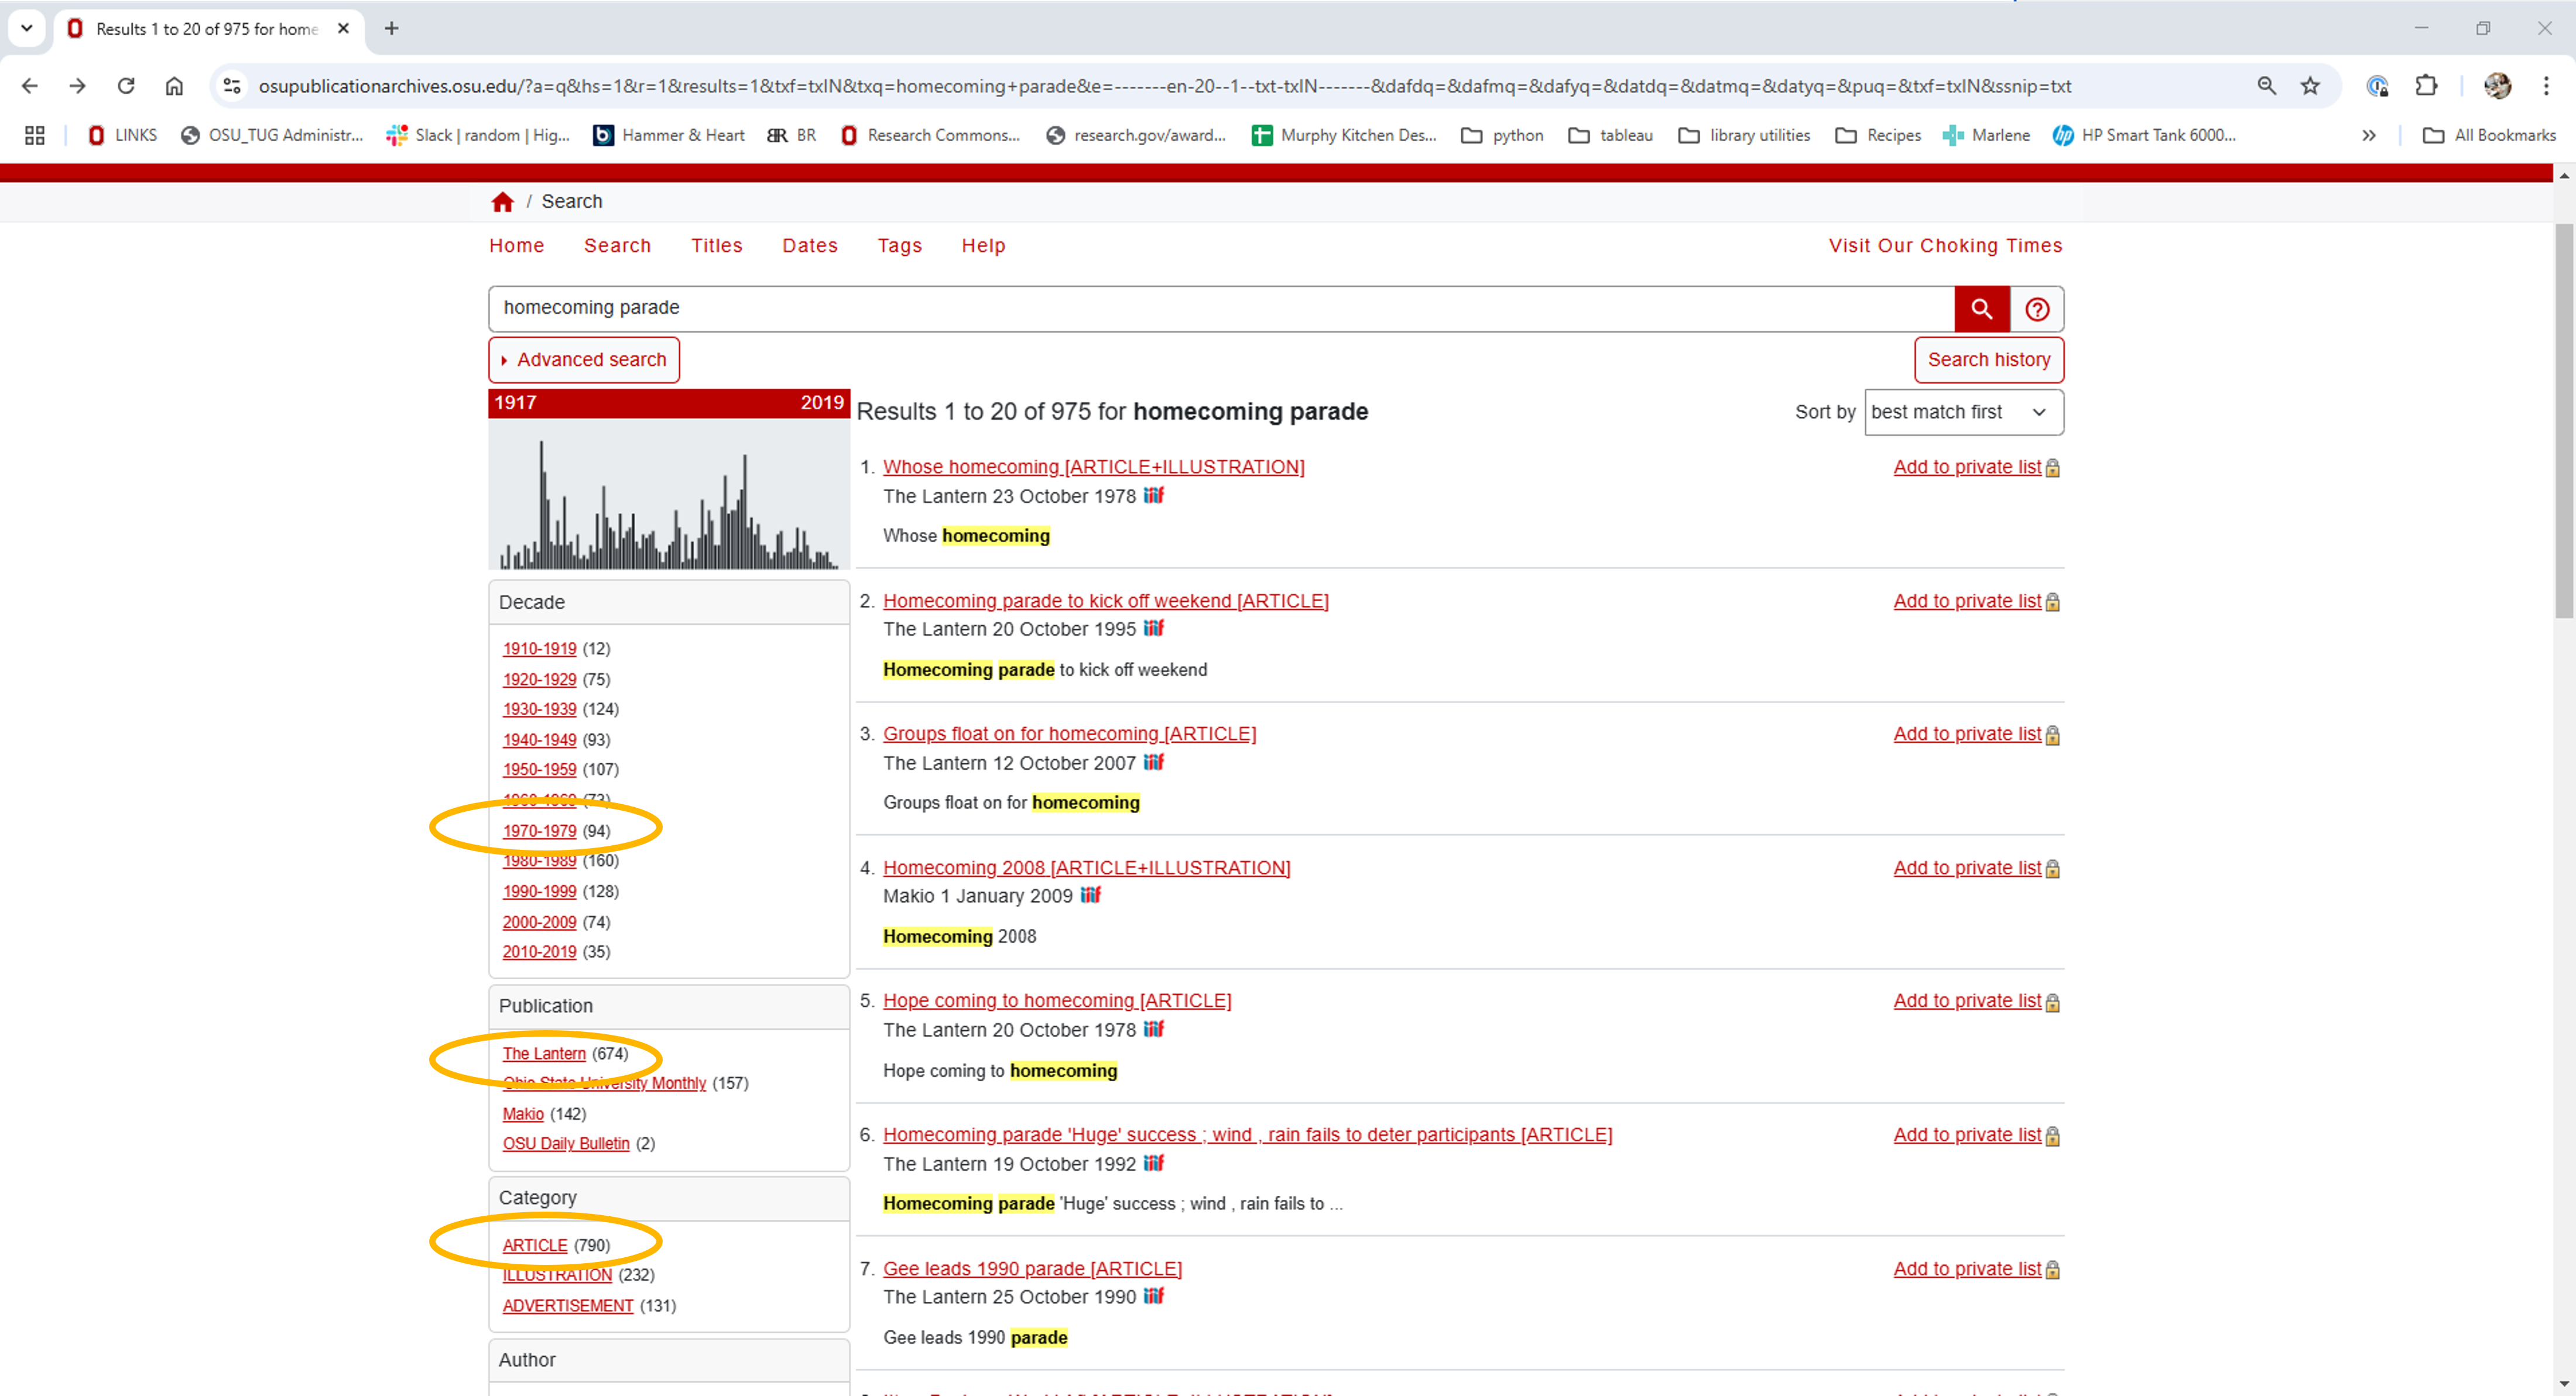 Results 1 to 20 of 975 for home
osupublicationarchives.osu.edu/?a=q&hs=1&r=1&results=1&txf=txIN&txq=homecoming+parade&e=-------en-20--1--txt-txIN-------&dafdq=&dafmq=&dafyq=&datdq=&datmq=&datyq=&puq=&txf=txIN&ssnip=txt
LINKS OSU_TUG Administr... Slack | random | Hig... Hammer & Heart BR BR Research Commons... research.gov/award... Murphy Kitchen Des... python tableau library utilities Recipes Marlene HP Smart Tank 6000... » All Bookmarks
/ Search
Home Search Titles Dates Tags Help Visit Our Choking Times
homecoming parade
Advanced search Search history
1917 2019
Results 1 to 20 of 975 for homecoming parade
Sort by best match first
Decade
1910-1919 (12)
1920-1929 (75)
1930-1939 (124)
1940-1949 (93)
1950-1959 (107)
1960-1969 (73)
1970-1979 (94)
1980-1989 (160)
1990-1999 (128)
2000-2009 (74)
2010-2019 (35)
Publication
The Lantern (674)
Ohio State University Monthly (157)
Makio (142)
OSU Daily Bulletin (2)
Category
ARTICLE (790)
ILLUSTRATION (232)
ADVERTISEMENT (131)
Author
1. Whose homecoming [ARTICLE+ILLUSTRATION] Add to private list
The Lantern 23 October 1978 iiif
Whose homecoming
2. Homecoming parade to kick off weekend [ARTICLE] Add to private list
The Lantern 20 October 1995 iiif
Homecoming parade to kick off weekend
3. Groups float on for homecoming [ARTICLE] Add to private list
The Lantern 12 October 2007 iiif
Groups float on for homecoming
4. Homecoming 2008 [ARTICLE+ILLUSTRATION] Add to private list
Makio 1 January 2009 iiif
Homecoming 2008
5. Hope coming to homecoming [ARTICLE] Add to private list
The Lantern 20 October 1978 iiif
Hope coming to homecoming
6. Homecoming parade 'Huge' success ; wind , rain fails to deter participants [ARTICLE] Add to private list
The Lantern 19 October 1992 iiif
Homecoming parade 'Huge' success ; wind , rain fails to ...
7. Gee leads 1990 parade [ARTICLE] Add to private list
The Lantern 25 October 1990 iiif
Gee leads 1990 parade